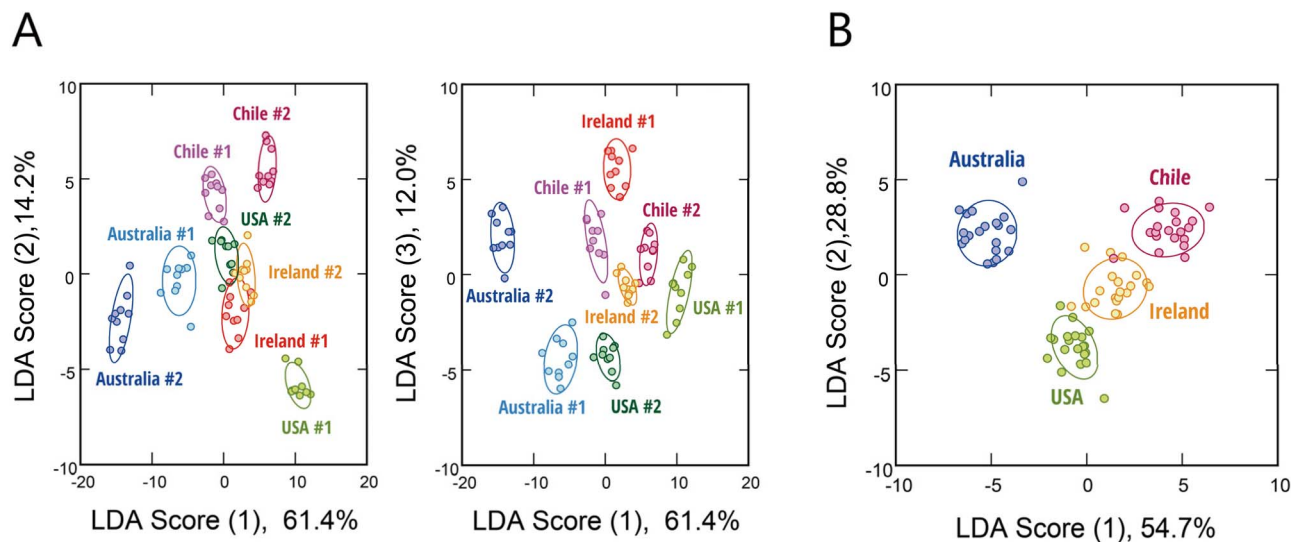 A
B
10
5
0
-5
-10
-20
-10
0
10
20
LDA Score (1), 61.4%
LDA Score (2),14.2%
Chile #2
Chile #1
USA #2
Australia #1
Ireland #2
Ireland #1
Australia #2
USA #1
10
5
0
-5
-10
-20
-10
0
10
20
LDA Score (1), 61.4%
LDA Score (3), 12.0%
Ireland #1
Chile #1
Chile #2
Australia #2
Ireland #2
USA #1
Australia #1
USA #2
10
5
0
-5
-10
-10
-5
0
5
10
LDA Score (1), 54.7%
LDA Score (2),28.8%
Australia
Chile
Ireland
USA